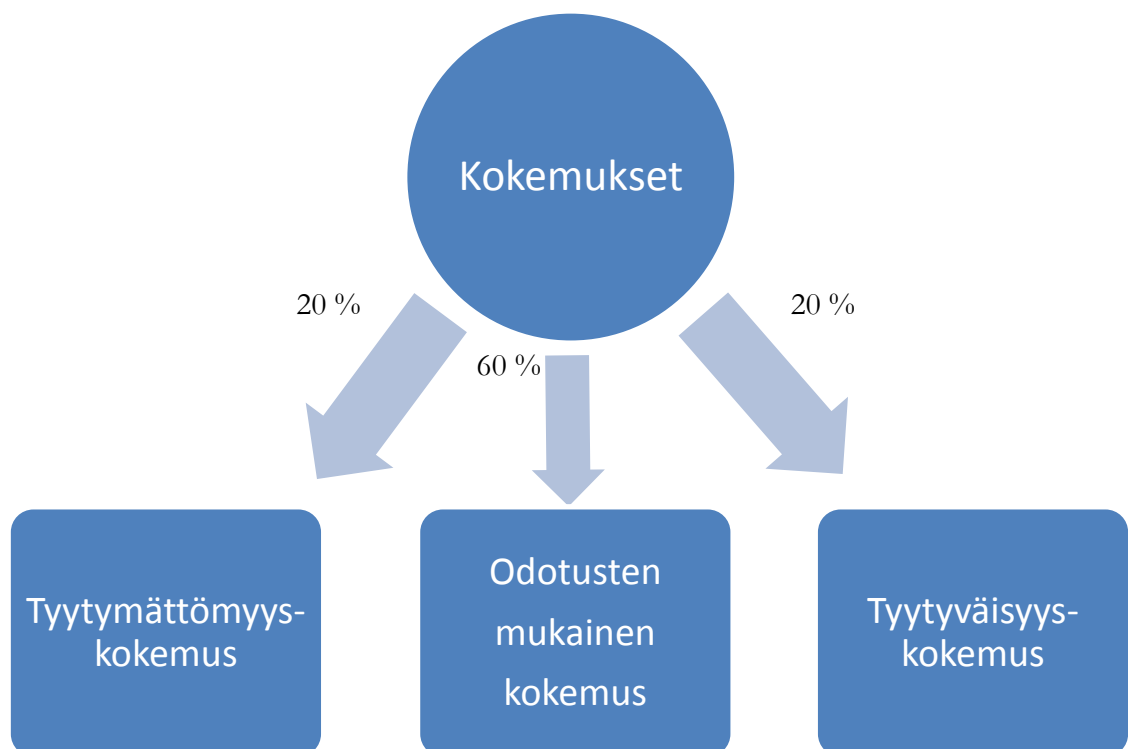 Kokemukset
20 %
20 %
60 %
Tyytymättömyys-
kokemus
Odotusten
mukainen
kokemus
Tyytyväisyys-
kokemus